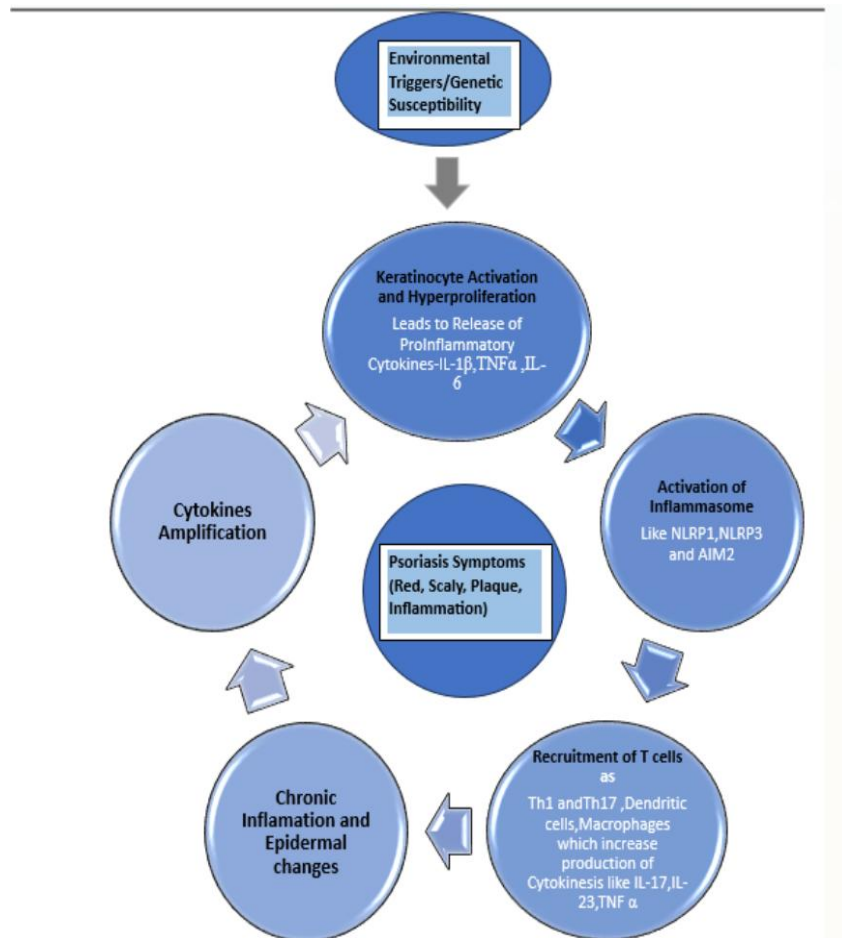 Environmental
Triggers/Genetic
Susceptibility
Keratinocyte Activation
and Hyperproliferation
Leads to Release of
ProInflammatory
Cytokines-IL-1β,TNFα ,IL-
6
Activation of
Inflammasome
Like NLRP1,NLRP3
and AIM2
Recruitment of T cells
as
Th1 andTh17 ,Dendritic
cells,Macrophages
which increase
production of
Cytokinesis like IL-17,IL-
23,TNF α
Chronic
Inflamation and
Epidermal
changes
Cytokines
Amplification
Psoriasis Symptoms
(Red, Scaly, Plaque,
Inflammation)